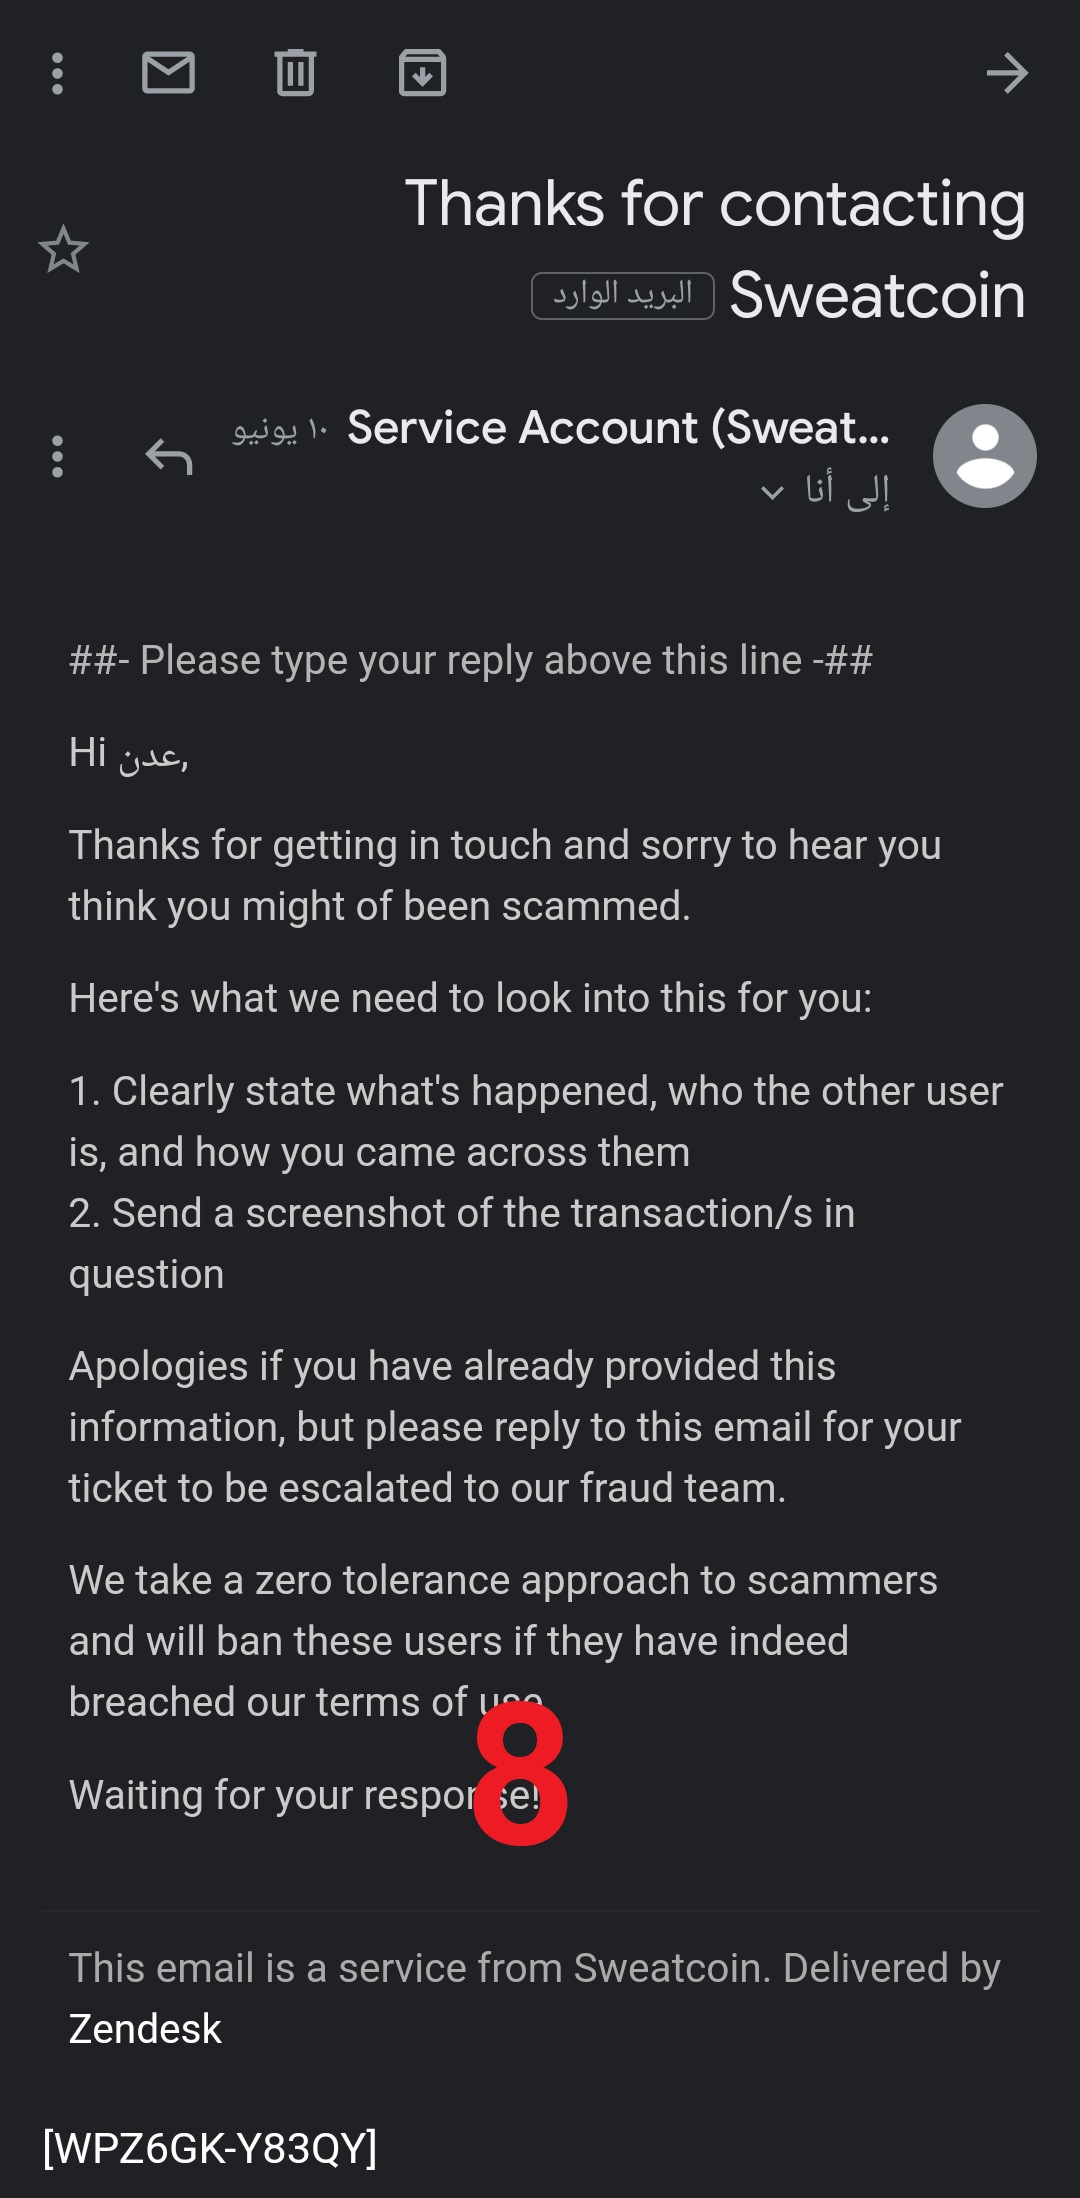 Thanks for contacting
Sweatcoin البريد الوارد
Service Account (Sweat... ١٠ يونيو
إلى أنا
##- Please type your reply above this line -##
Hi عدن,
Thanks for getting in touch and sorry to hear you
think you might of been scammed.
Here's what we need to look into this for you:
1. Clearly state what's happened, who the other user
is, and how you came across them
2. Send a screenshot of the transaction/s in
question
Apologies if you have already provided this
information, but please reply to this email for your
ticket to be escalated to our fraud team.
We take a zero tolerance approach to scammers
and will ban these users if they have indeed
breached our terms of use
Waiting for your response!
8
This email is a service from Sweatcoin. Delivered by
Zendesk
[WPZ6GK-Y83QY]